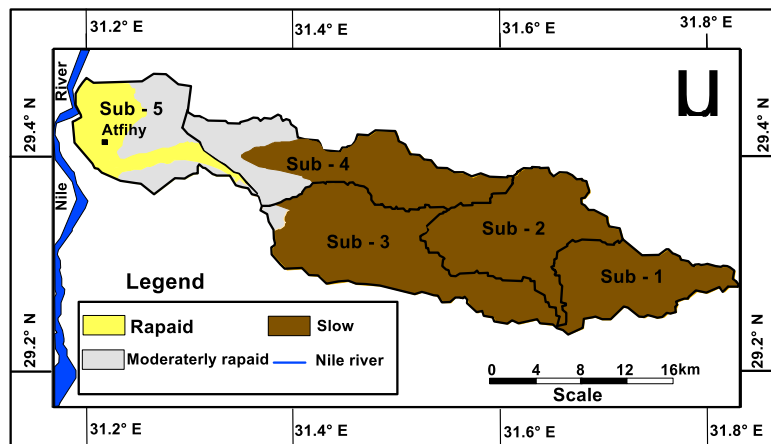 31.2° E 31.4° E 31.6° E 31.8° E
River
Nile
29.4° N
29.2° N
29.4° N
29.2° N
Sub - 5
Atfihy
Sub - 4
Sub - 3
Sub - 2
Sub - 1
Legend
Rapaid
Slow
Moderaterly rapaid
Nile river
0 4 8 12 16km
Scale
31.2° E 31.4° E 31.6° E 31.8° E